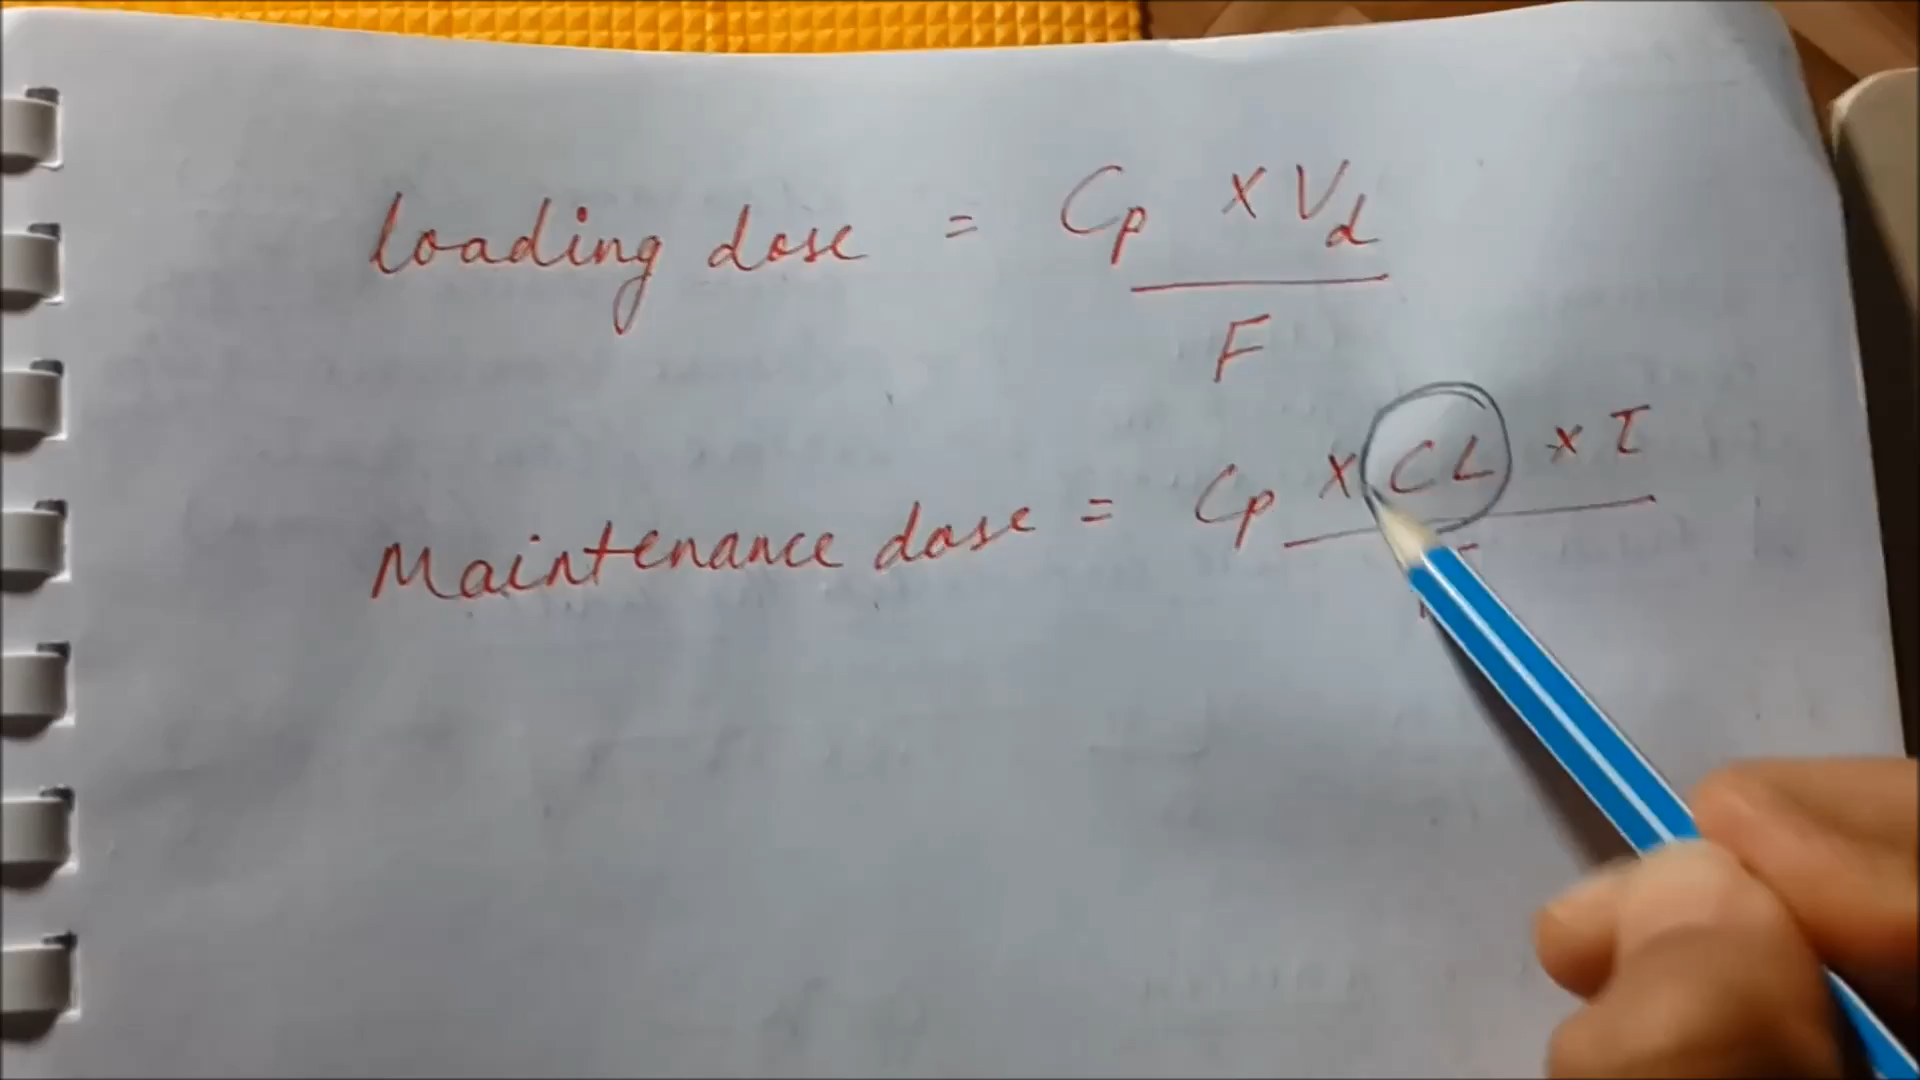 Loading dose = Cp x Vd
F
Maintenance dose = Cp x CL x τ